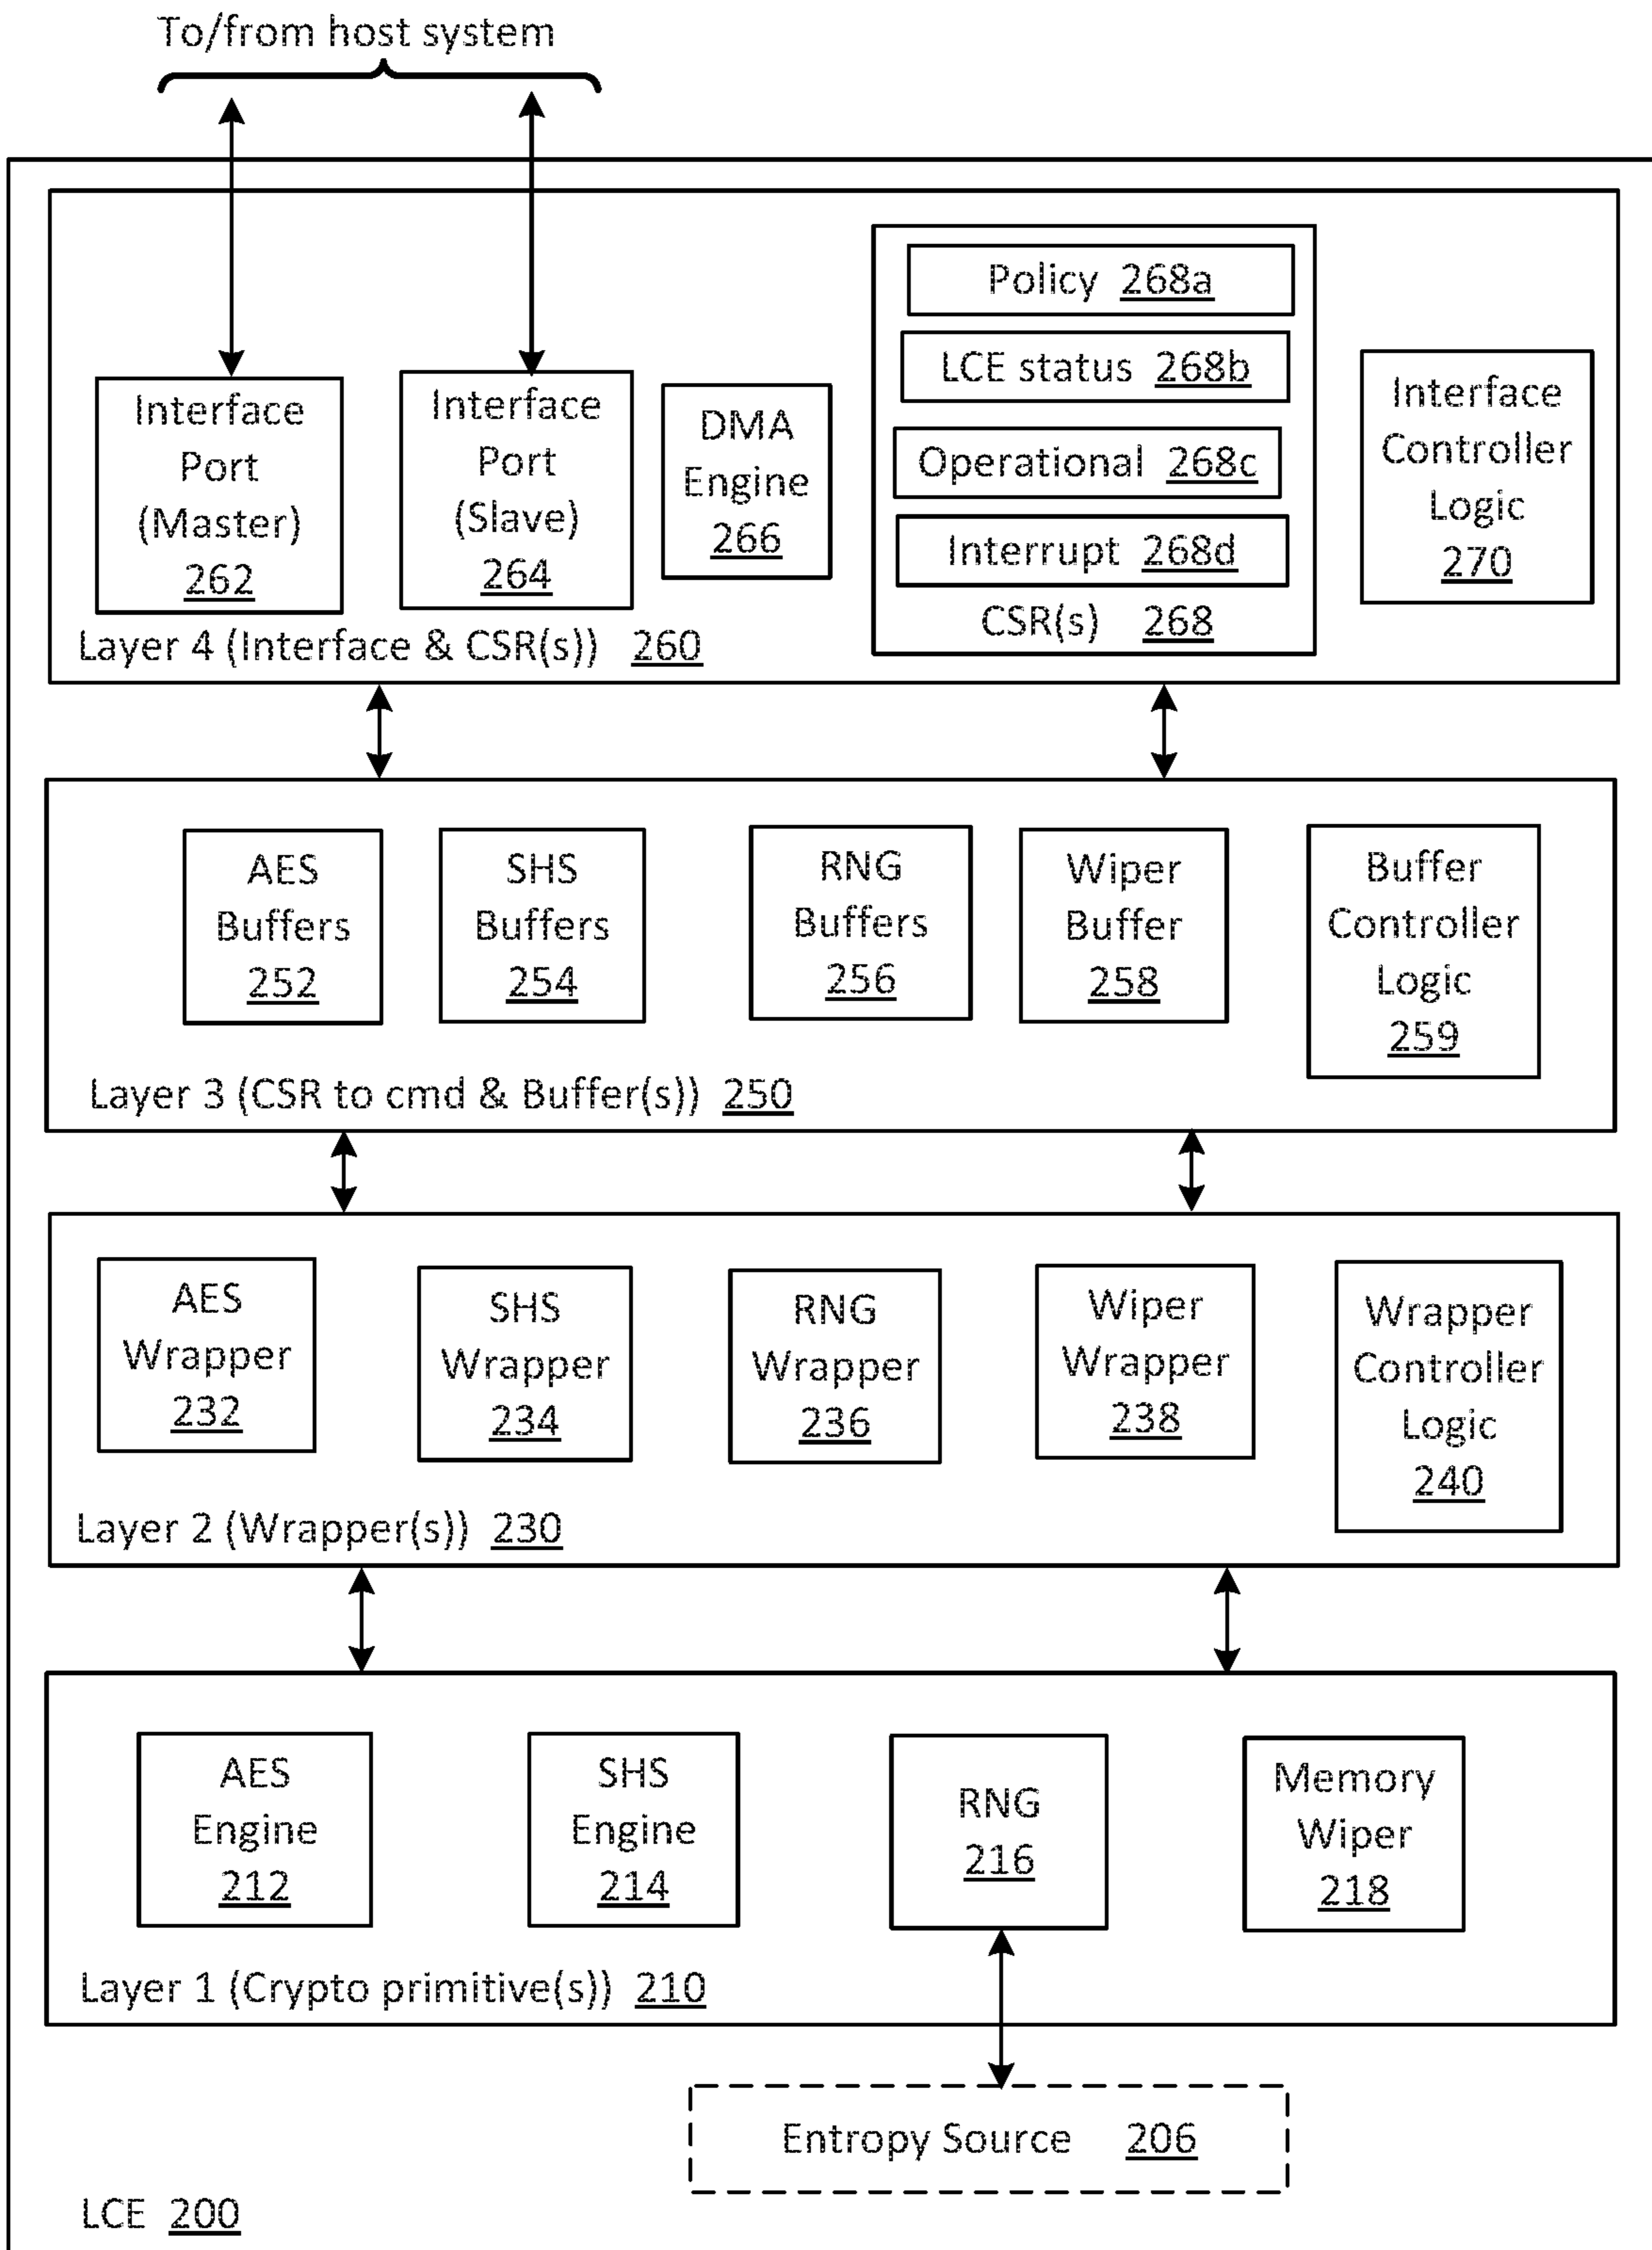 To/from host system
Policy 268a
LCE status 268b
Operational 268c
Interrupt 268d
CSR(s) 268
Interface
Port
(Master)
262
Interface
Port
(Slave)
264
DMA
Engine
266
Interface
Controller
Logic
270
Layer 4 (Interface & CSR(s)) 260
AES
Buffers
252
SHS
Buffers
254
RNG
Buffers
256
Wiper
Buffer
258
Buffer
Controller
Logic
259
Layer 3 (CSR to cmd & Buffer(s)) 250
AES
Wrapper
232
SHS
Wrapper
234
RNG
Wrapper
236
Wiper
Wrapper
238
Wrapper
Controller
Logic
240
Layer 2 (Wrapper(s)) 230
AES
Engine
212
SHS
Engine
214
RNG
216
Memory
Wiper
218
Layer 1 (Crypto primitive(s)) 210
Entropy Source 206
LCE 200